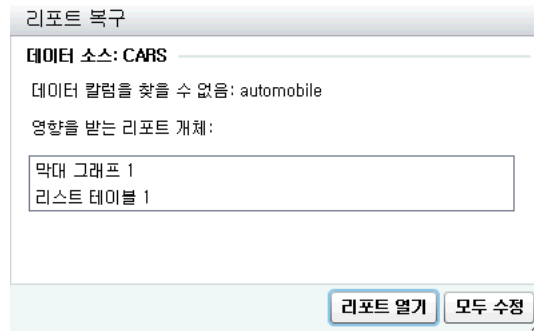 리포트 복구
데이터 소스: CARS
데이터 칼럼을 찾을 수 없음: automobile
영향을 받는 리포트 개체:
막대 그래프 1
리스트 테이블 1
리포트 열기 모두 수정